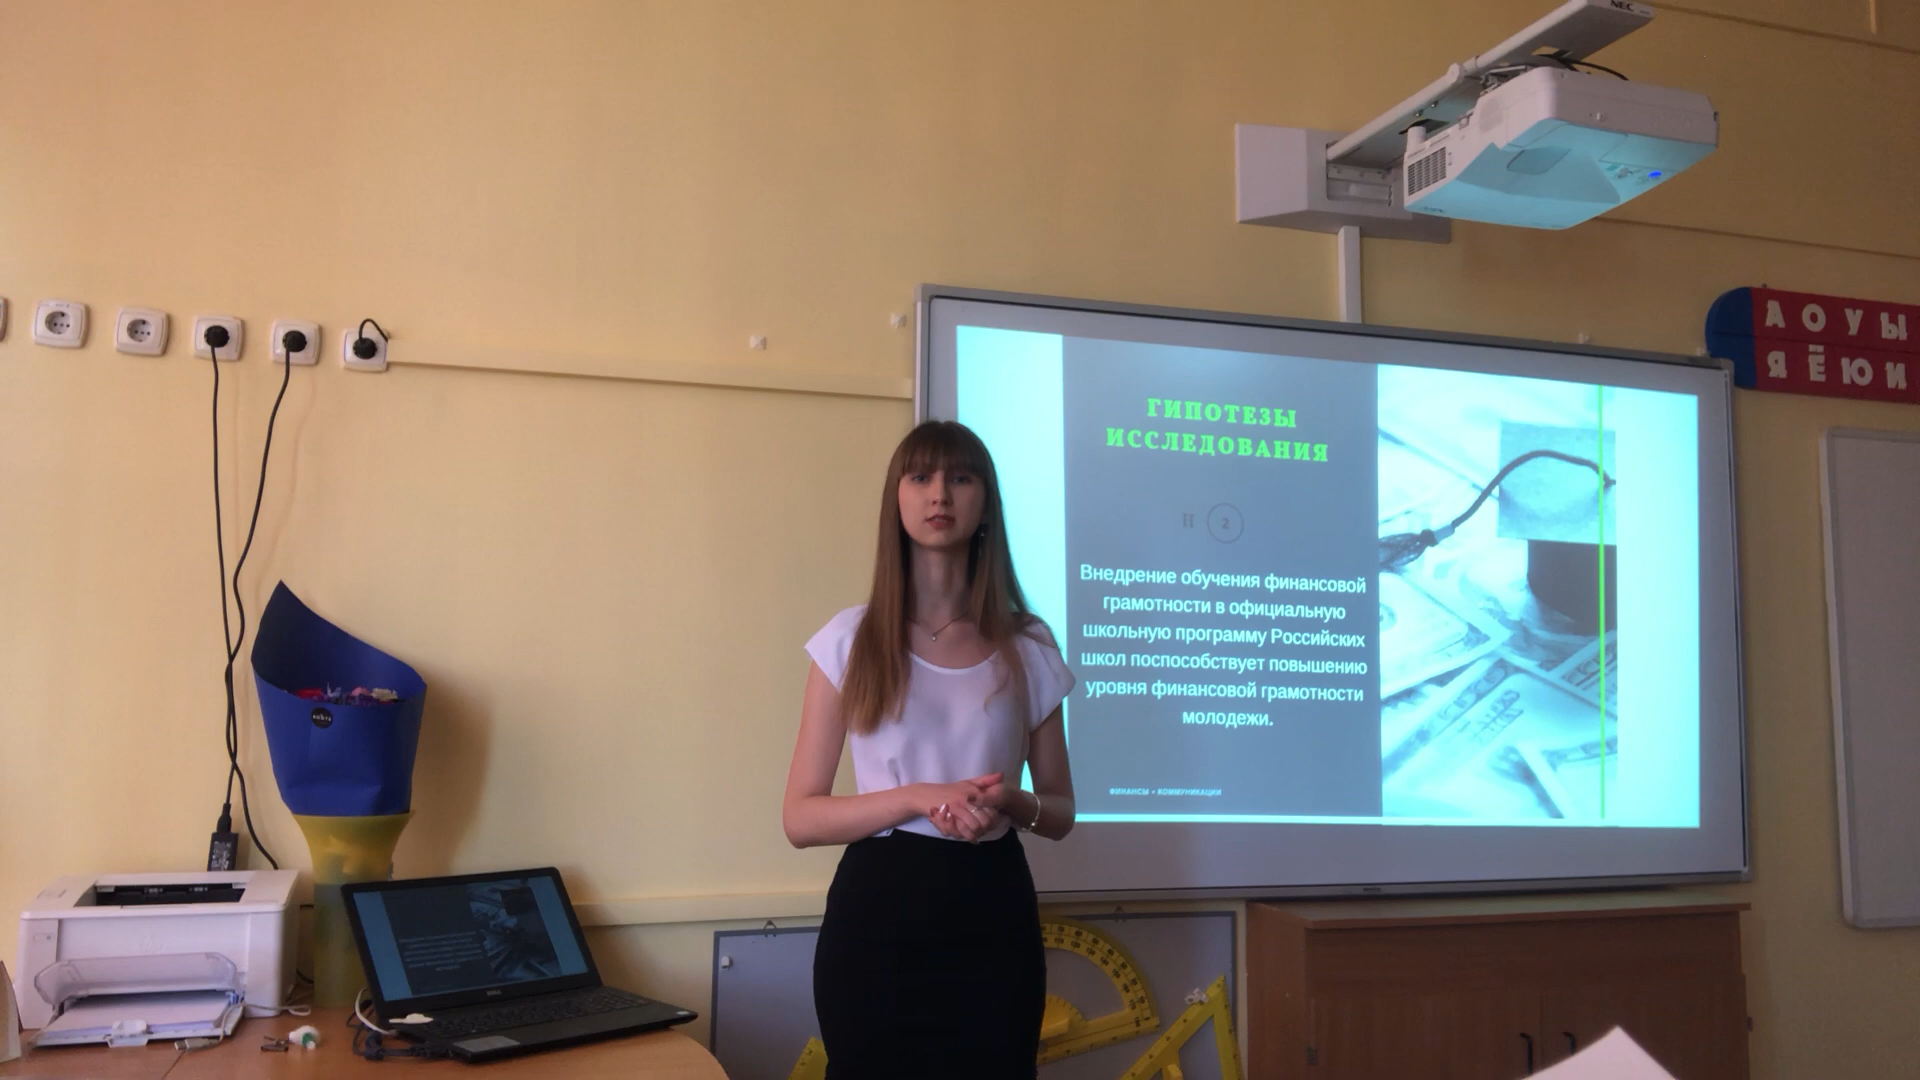 NEC
А О У Ы
Я Ё Ю И
ГИПОТЕЗЫ
ИССЛЕДОВАНИЯ
Н 2
Внедрение обучения финансовой
грамотности в официальную
школьную программу Российских
школ поспособствует повышению
уровня финансовой грамотности
молодежи.
ФИНАНСЫ + КОММУНИКАЦИИ
DELL